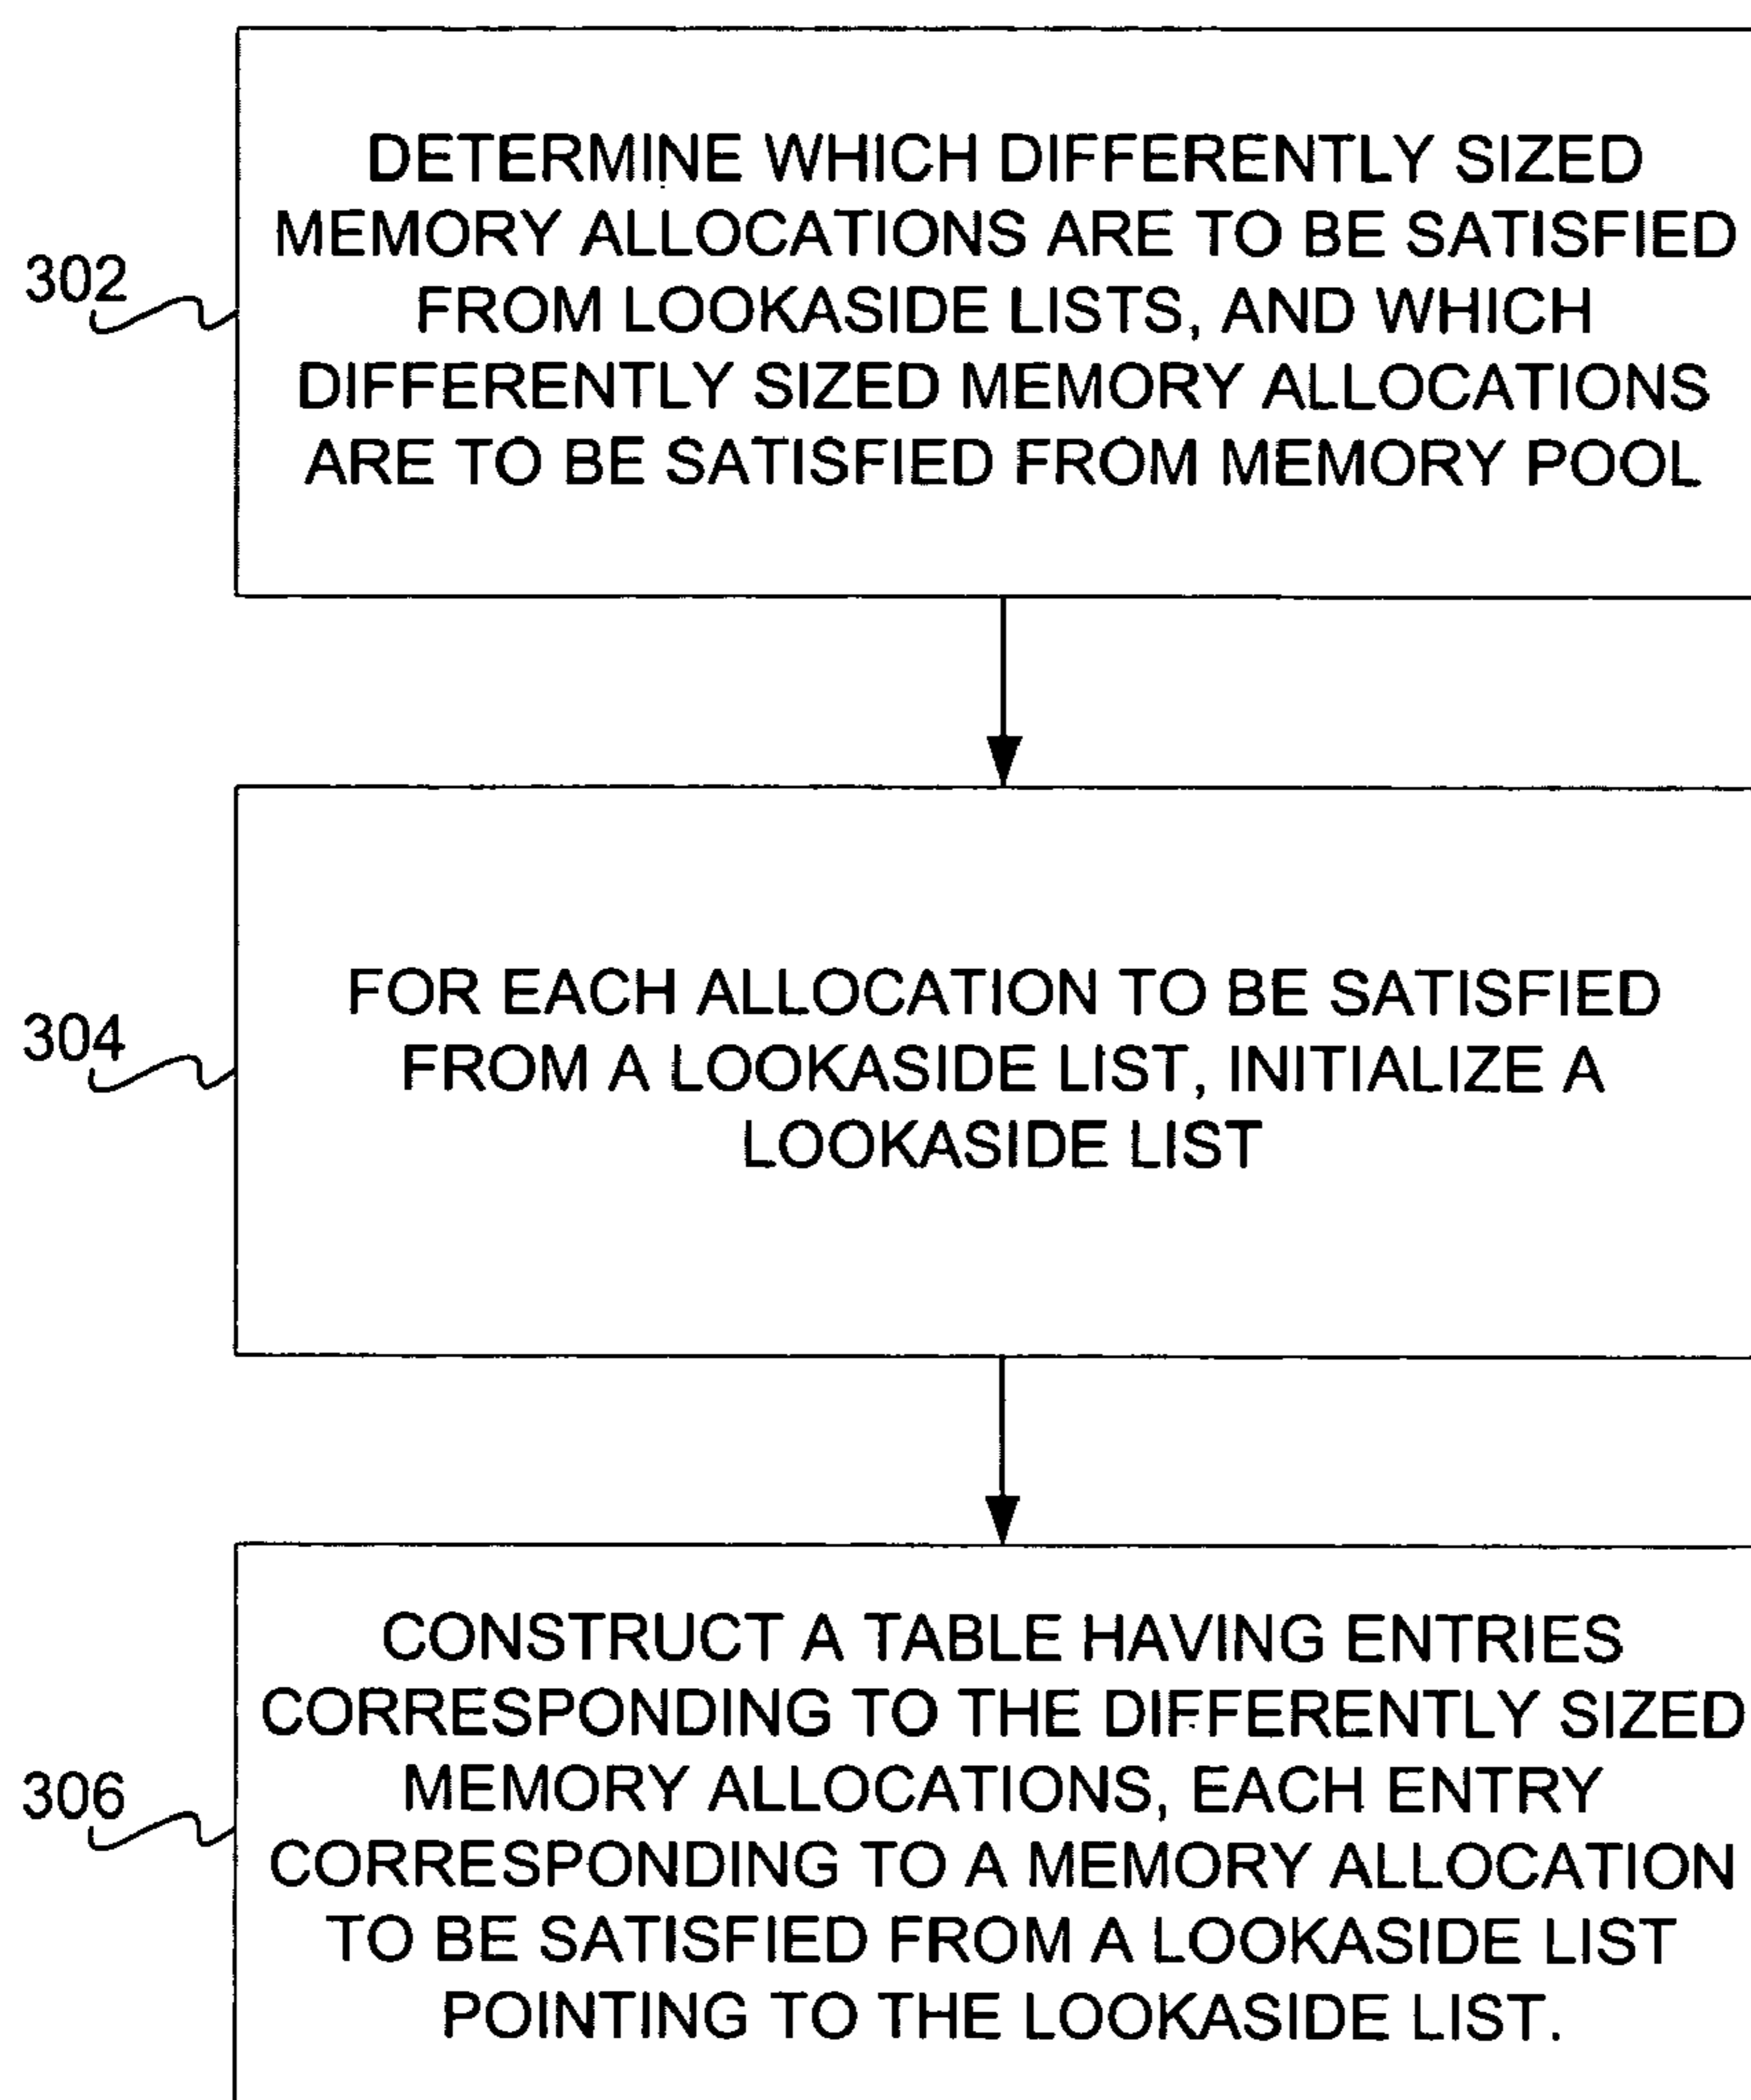 DETERMINE WHICH DIFFERENTLY SIZED
MEMORY ALLOCATIONS ARE TO BE SATISFIED
FROM LOOKASIDE LISTS, AND WHICH
DIFFERENTLY SIZED MEMORY ALLOCATIONS
ARE TO BE SATISFIED FROM MEMORY POOL
302
FOR EACH ALLOCATION TO BE SATISFIED
FROM A LOOKASIDE LIST, INITIALIZE A
LOOKASIDE LIST
304
CONSTRUCT A TABLE HAVING ENTRIES
CORRESPONDING TO THE DIFFERENTLY SIZED
MEMORY ALLOCATIONS, EACH ENTRY
CORRESPONDING TO A MEMORY ALLOCATION
TO BE SATISFIED FROM A LOOKASIDE LIST
POINTING TO THE LOOKASIDE LIST.
306